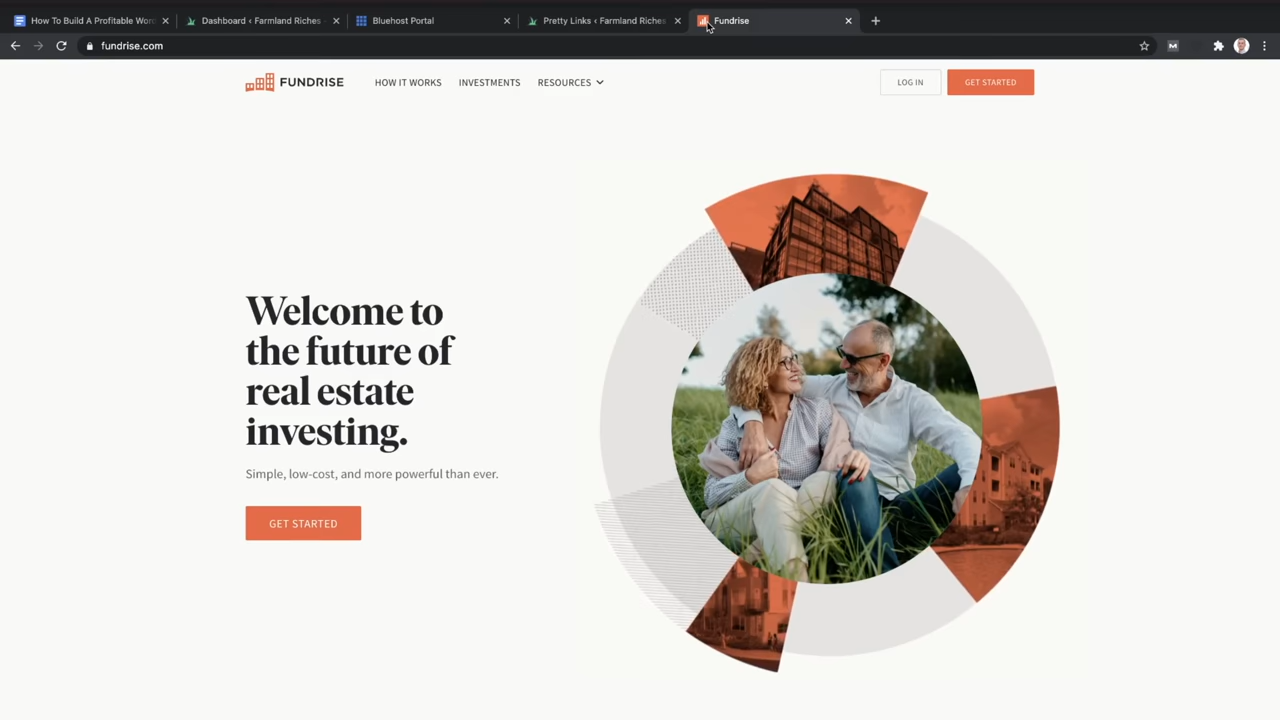 How To Build A Profitable Wor
Dashboard ‹ Farmland Riches -
Bluehost Portal
Pretty Links ‹ Farmland Riches
Fundrise
fundrise.com
FUNDRISE
HOW IT WORKS
INVESTMENTS
RESOURCES
LOG IN
GET STARTED
Welcome to
the future of
real estate
investing.
Simple, low-cost, and more powerful than ever.
GET STARTED